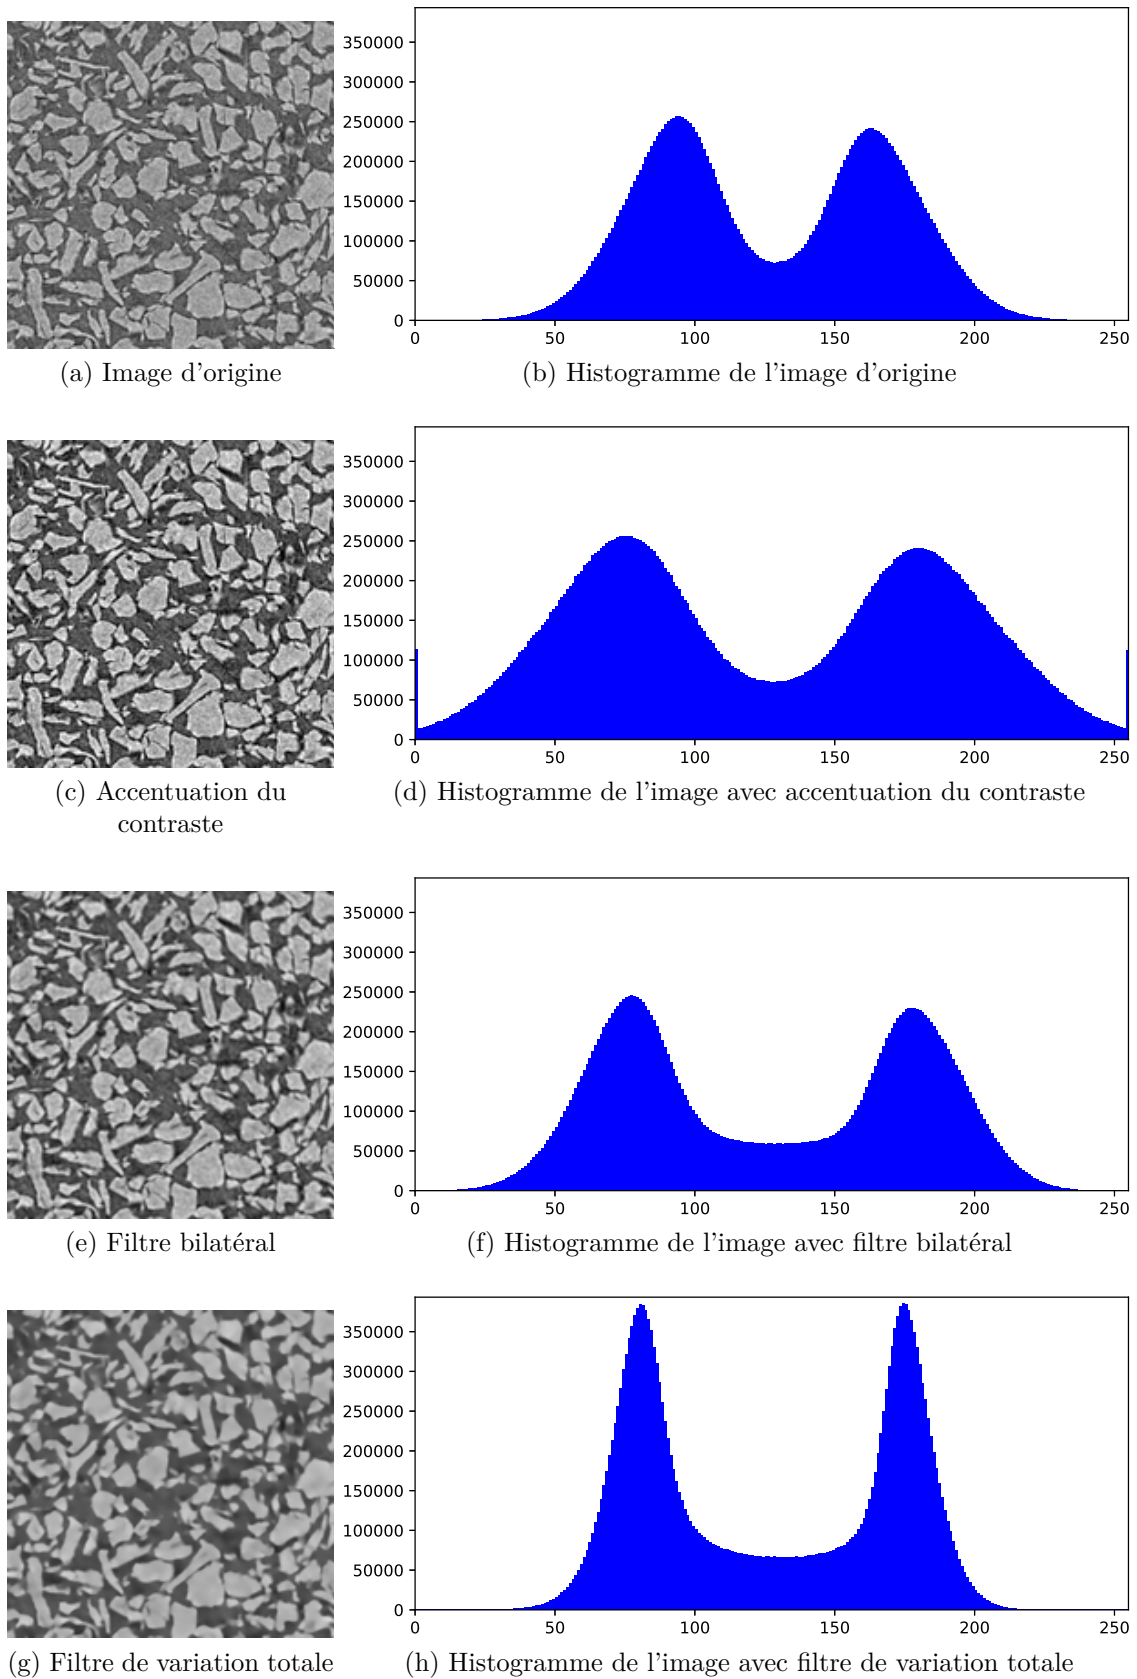 350000
300000
250000
200000
150000
100000
50000
0
0 50 100 150 200 250
(a) Image d'origine
(b) Histogramme de l'image d'origine
350000
300000
250000
200000
150000
100000
50000
0
0 50 100 150 200 250
(c) Accentuation du
contraste
(d) Histogramme de l'image avec accentuation du contraste
350000
300000
250000
200000
150000
100000
50000
0
0 50 100 150 200 250
(e) Filtre bilatéral
(f) Histogramme de l'image avec filtre bilatéral
350000
300000
250000
200000
150000
100000
50000
0
0 50 100 150 200 250
(g) Filtre de variation totale
(h) Histogramme de l'image avec filtre de variation totale